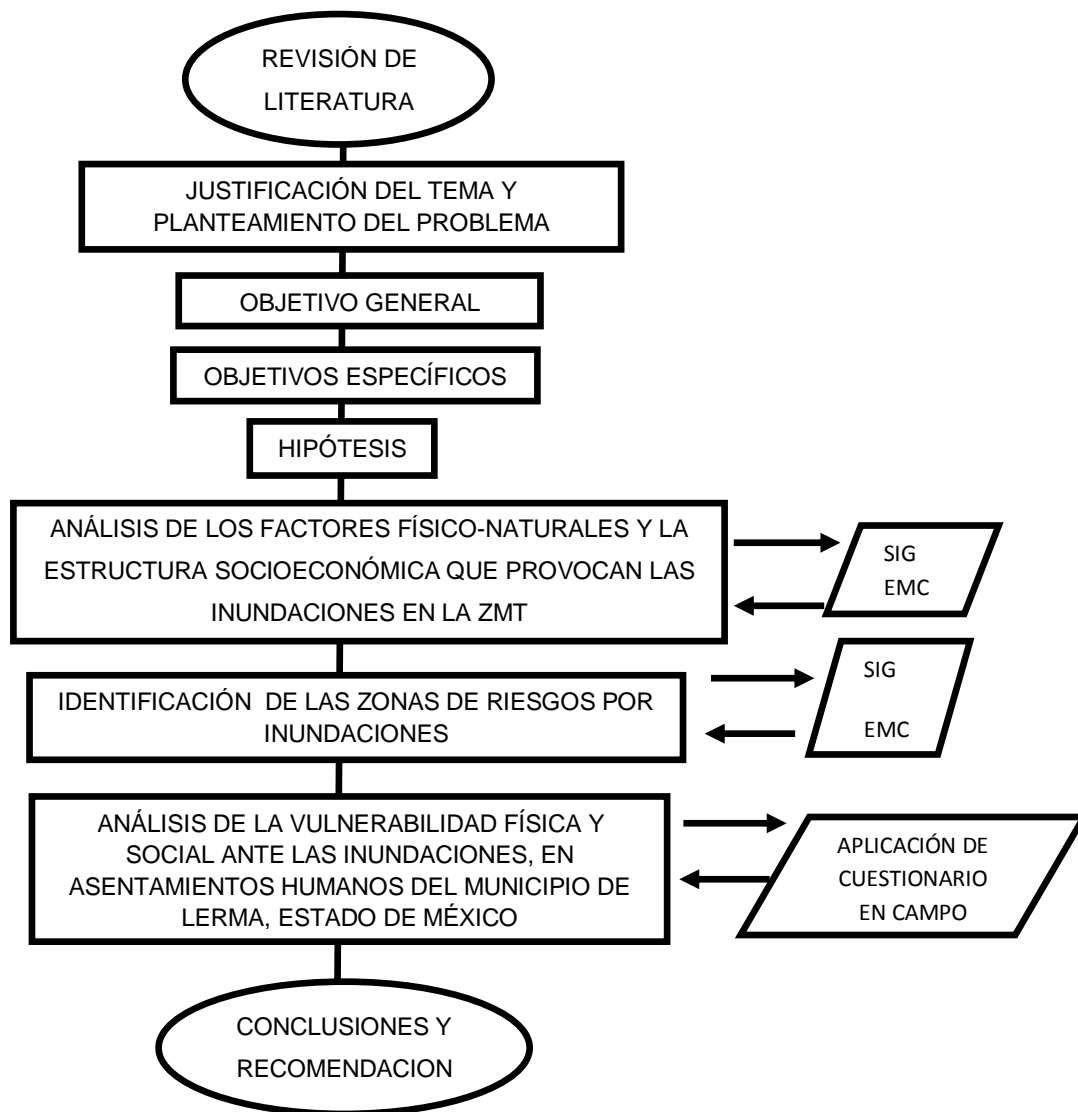 REVISIÓN DE
LITERATURA
JUSTIFICACIÓN DEL TEMA Y
PLANTEAMIENTO DEL PROBLEMA
OBJETIVO GENERAL
OBJETIVOS ESPECÍFICOS
HIPÓTESIS
ANÁLISIS DE LOS FACTORES FÍSICO-NATURALES Y LA
ESTRUCTURA SOCIOECONÓMICA QUE PROVOCAN LAS
INUNDACIONES EN LA ZMT
SIG
EMC
IDENTIFICACIÓN DE LAS ZONAS DE RIESGOS POR
INUNDACIONES
SIG
EMC
ANÁLISIS DE LA VULNERABILIDAD FÍSICA Y
SOCIAL ANTE LAS INUNDACIONES, EN
ASENTAMIENTOS HUMANOS DEL MUNICIPIO DE
LERMA, ESTADO DE MÉXICO
APLICACIÓN DE
CUESTIONARIO
EN CAMPO
CONCLUSIONES Y
RECOMENDACION